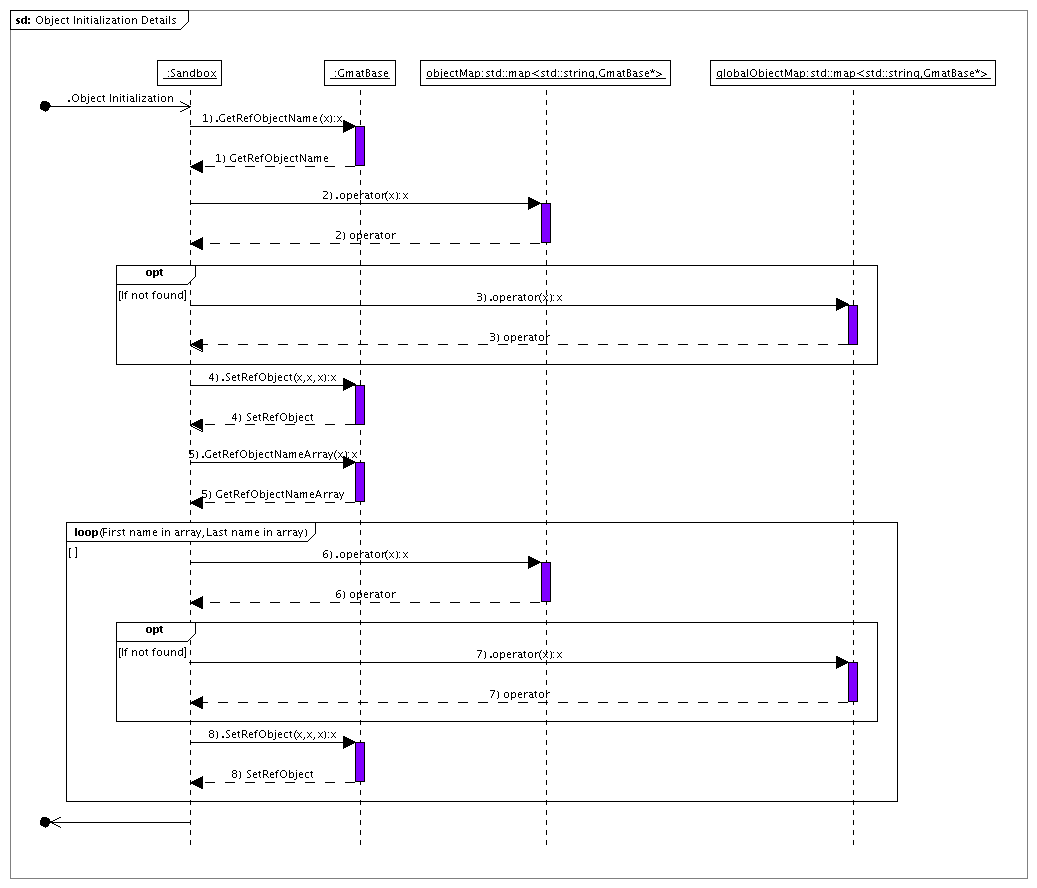 sd: Object Initialization Details
:Sandbox
:GmatBase
objectMap:std::map<std::string,GmatBase*>
globalObjectMap:std::map<std::string,GmatBase*>
.Object Initialization
1).GetRefObjectName(x):x
1) GetRefObjectName
2).operator(x):x
2) operator
opt
[If not found]
3).operator(x):x
3) operator
4).SetRefObject(x,x,x):x
4) SetRefObject
5).GetRefObjectNameArray(x):x
5) GetRefObjectNameArray
loop(First name in array,Last name in array)
[ ]
6).operator(x):x
6) operator
opt
[If not found]
7).operator(x):x
7) operator
8).SetRefObject(x,x,x):x
8) SetRefObject